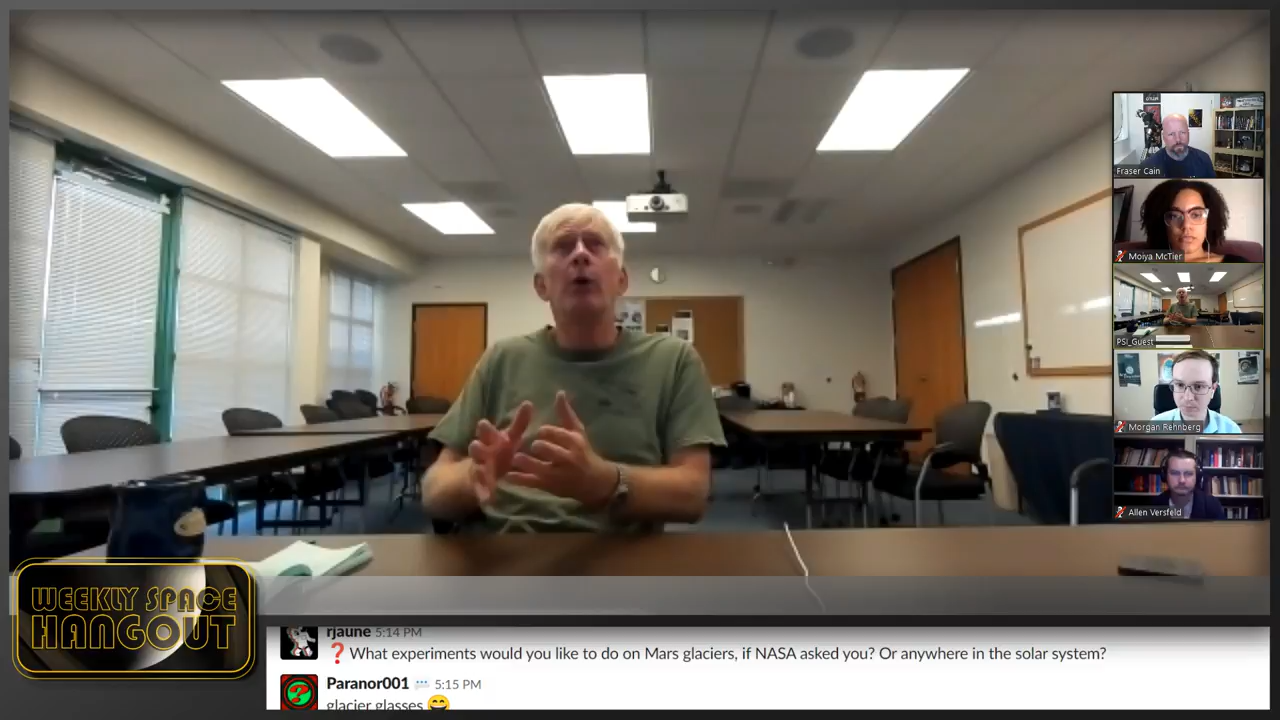 Fraser Cain
Moiya McTier
PSI_Guest
Morgan Rehnberg
Allen Versfeld
WEEKLY SPACE
HANGOUT
rjaune 5:14 PM
❓What experiments would you like to do on Mars glaciers, if NASA asked you? Or anywhere in the solar system?
Paranor001 💬 5:15 PM
glacier glasses 😄